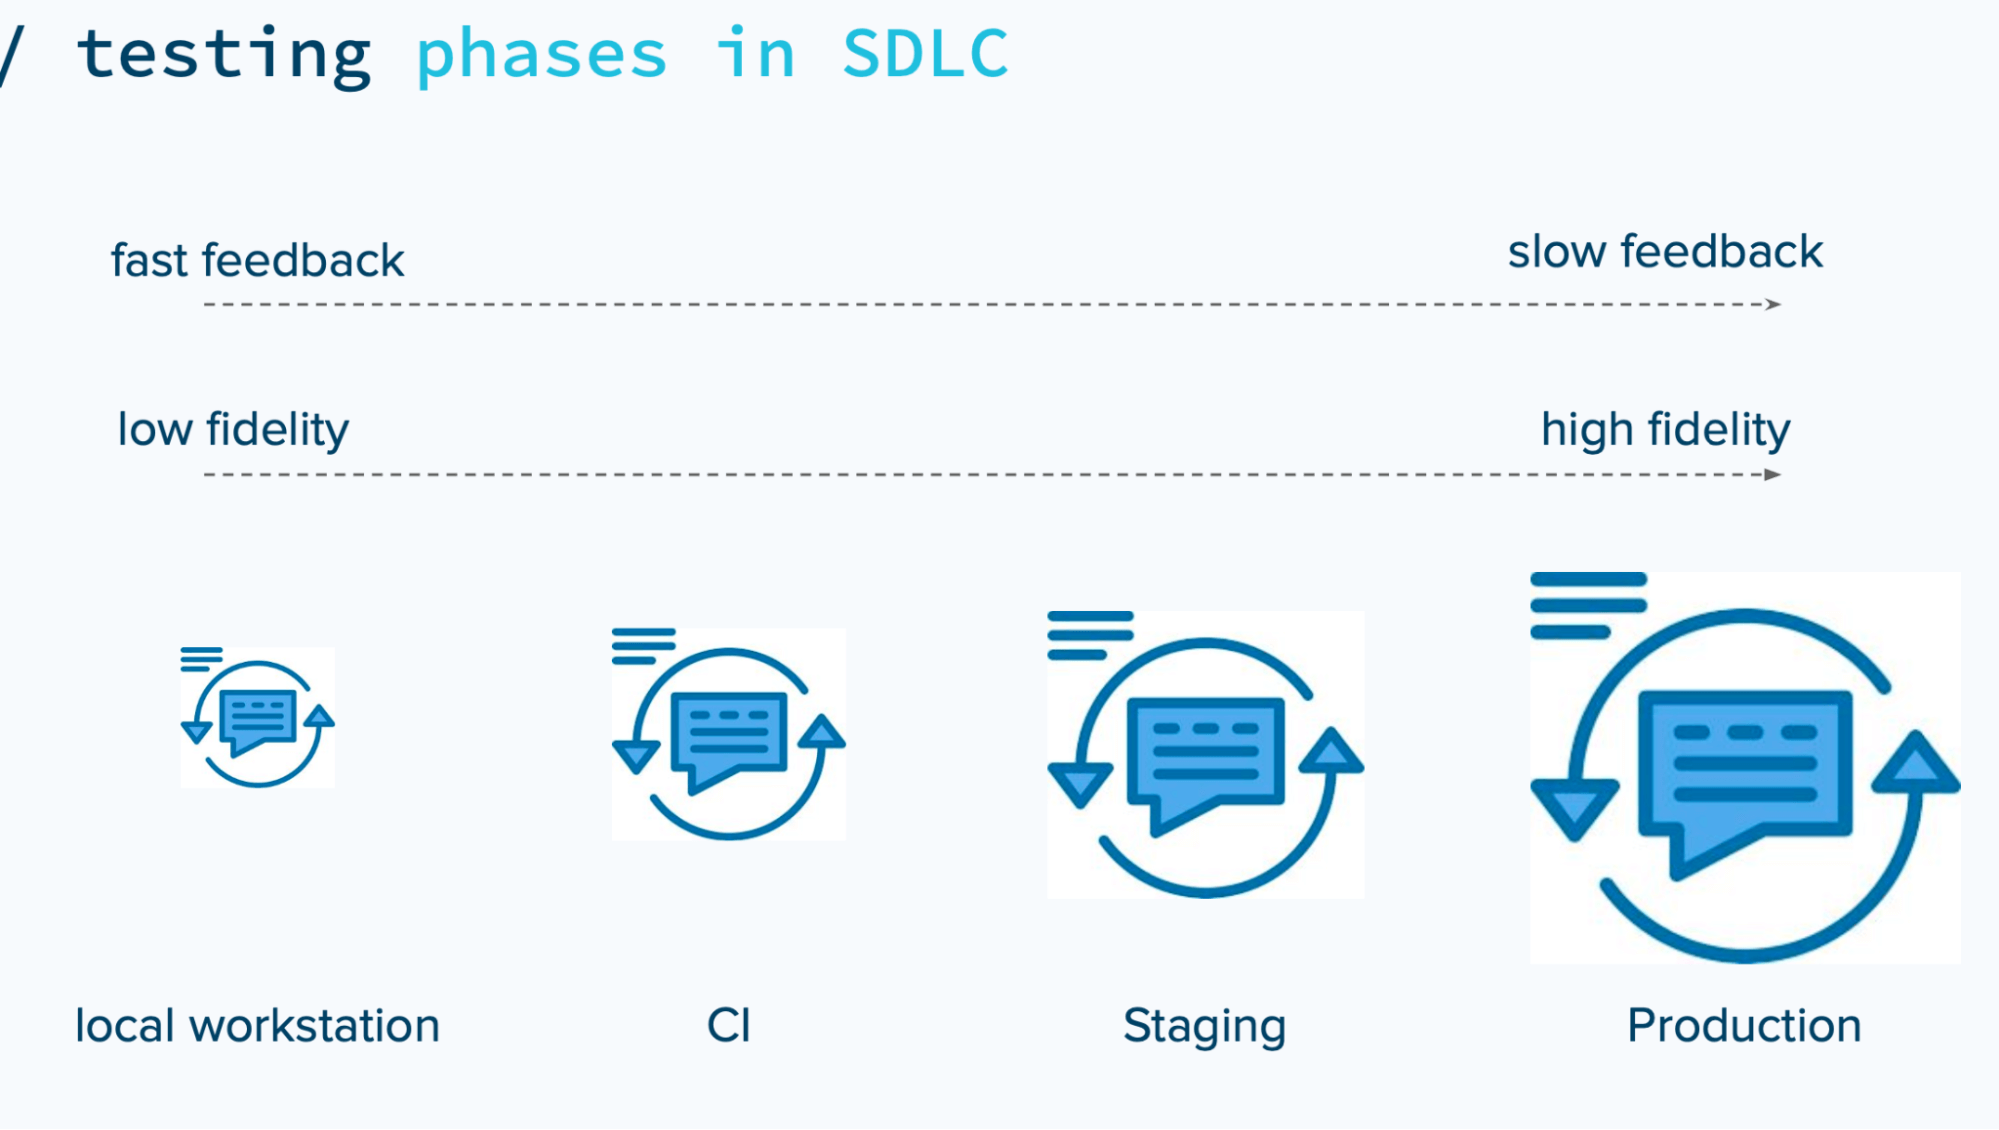 / testing phases in SDLC
fast feedback
slow feedback
low fidelity
high fidelity
local workstation
CI
Staging
Production